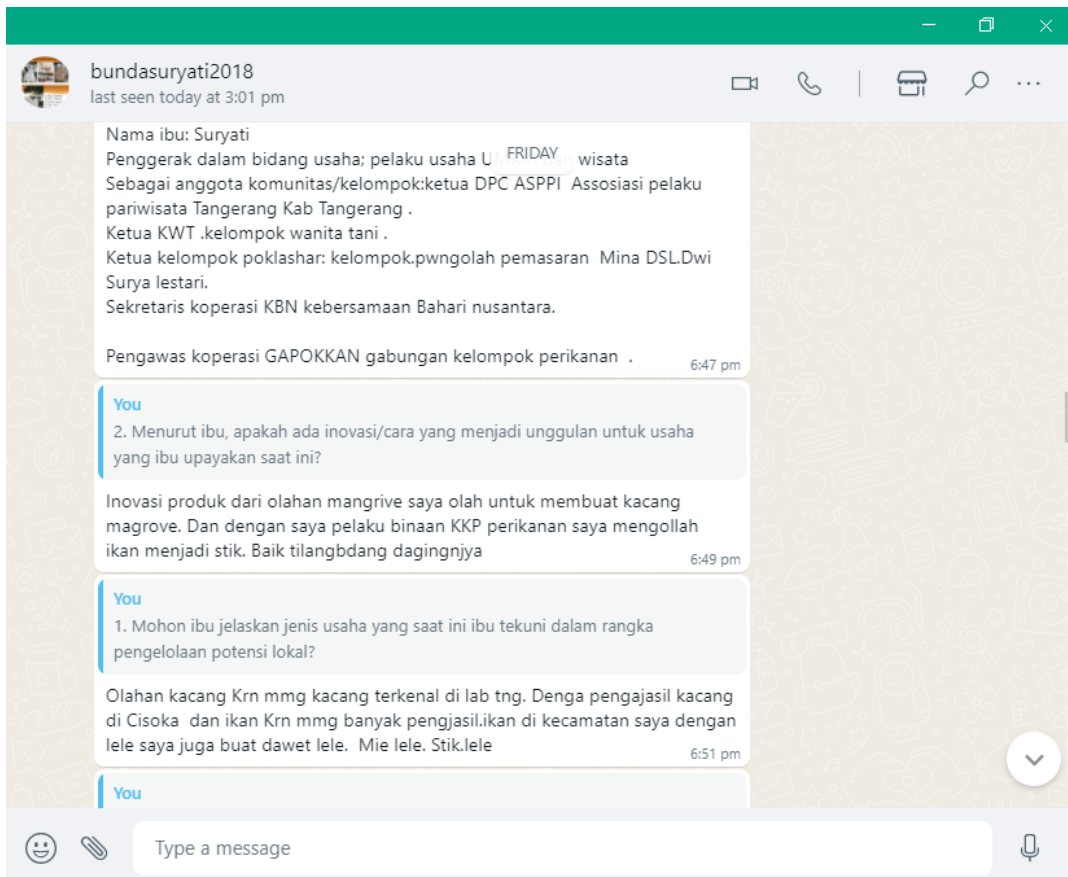 bundasuryati2018
last seen today at 3:01 pm
Nama ibu: Suryati
FRIDAY
Penggerak dalam bidang usaha; pelaku usaha wisata
Sebagai anggota komunitas/kelompok:ketua DPC ASPPI  Assosiasi pelaku
pariwisata Tangerang Kab Tangerang .
Ketua KWT .kelompok wanita tani .
Ketua kelompok poklashar: kelompok.pwngolah pemasaran  Mina DSL.Dwi
Surya lestari.
Sekretaris koperasi KBN kebersamaan Bahari nusantara.
Pengawas koperasi GAPOKKAN gabungan kelompok perikanan  .
6:47 pm
You
2. Menurut ibu, apakah ada inovasi/cara yang menjadi unggulan untuk usaha
yang ibu upayakan saat ini?
Inovasi produk dari olahan mangrive saya olah untuk membuat kacang
magrove. Dan dengan saya pelaku binaan KKP perikanan saya mengollah
ikan menjadi stik. Baik tilangbdang dagingnjya
6:49 pm
You
1. Mohon ibu jelaskan jenis usaha yang saat ini ibu tekuni dalam rangka
pengelolaan potensi lokal?
Olahan kacang Krn mmg kacang terkenal di lab tng. Denga pengajasil kacang
di Cisoka  dan ikan Krn mmg banyak pengjasil.ikan di kecamatan saya dengan
lele saya juga buat dawet lele.  Mie lele. Stik.lele
6:51 pm
You
Type a message